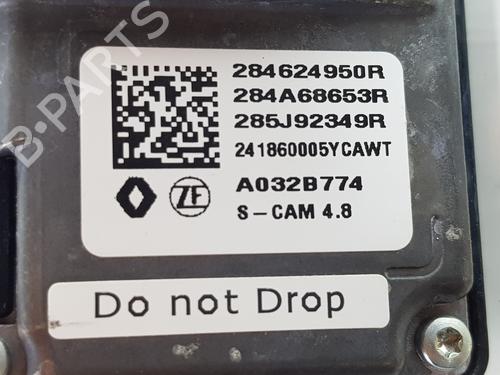 284624950R
284A68653R
285J92349R
241860005YCAWT
A032B774
ZF
S-CAM 4.8
Do not Drop
B-PARTS